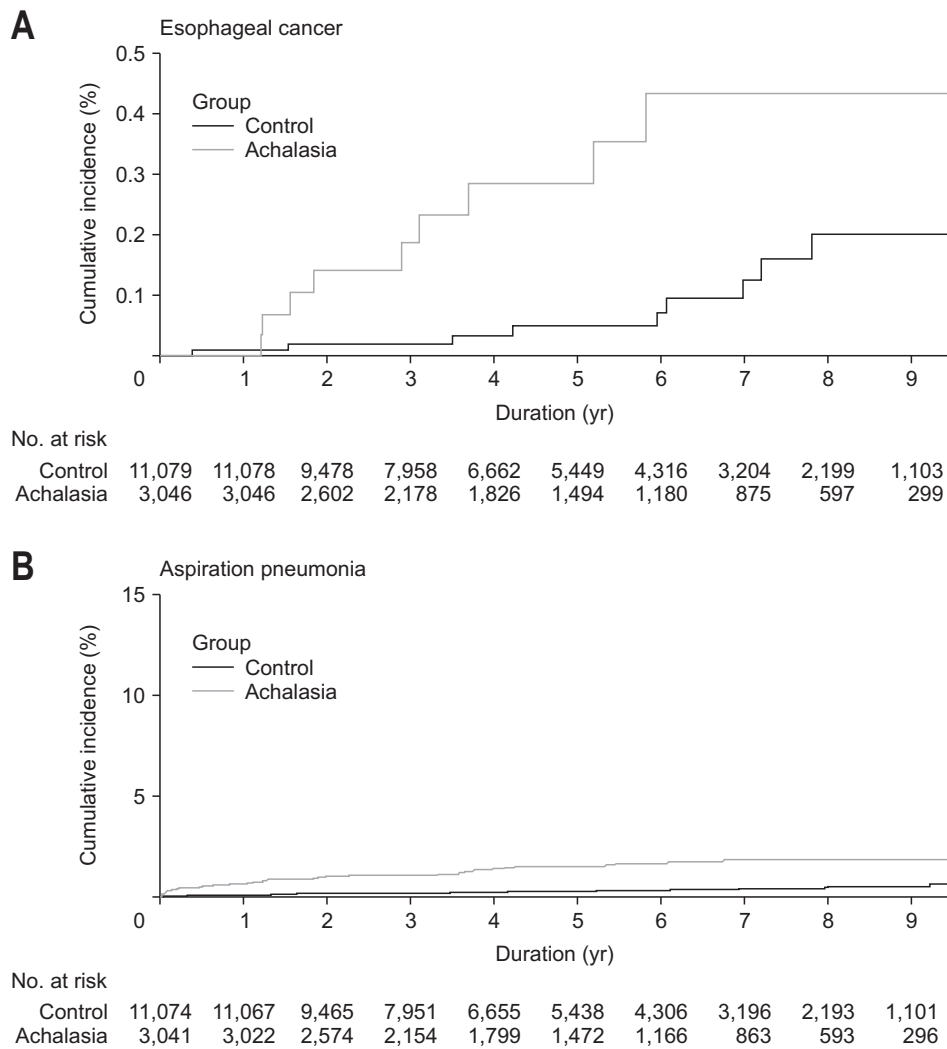 A
Esophageal cancer
Cumulative incidence (%)
0.5
0.4
0.3
0.2
0.1
Group
Control
Achalasia
0 1 2 3 4 5 6 7 8 9
Duration (yr)
No. at risk
Control 11,079 11,078 9,478 7,958 6,662 5,449 4,316 3,204 2,199 1,103
Achalasia 3,046 3,046 2,602 2,178 1,826 1,494 1,180 875 597 299
B
Aspiration pneumonia
Cumulative incidence (%)
15
10
5
Group
Control
Achalasia
0 1 2 3 4 5 6 7 8 9
Duration (yr)
No. at risk
Control 11,074 11,067 9,465 7,951 6,655 5,438 4,306 3,196 2,193 1,101
Achalasia 3,041 3,022 2,574 2,154 1,799 1,472 1,166 863 593 296